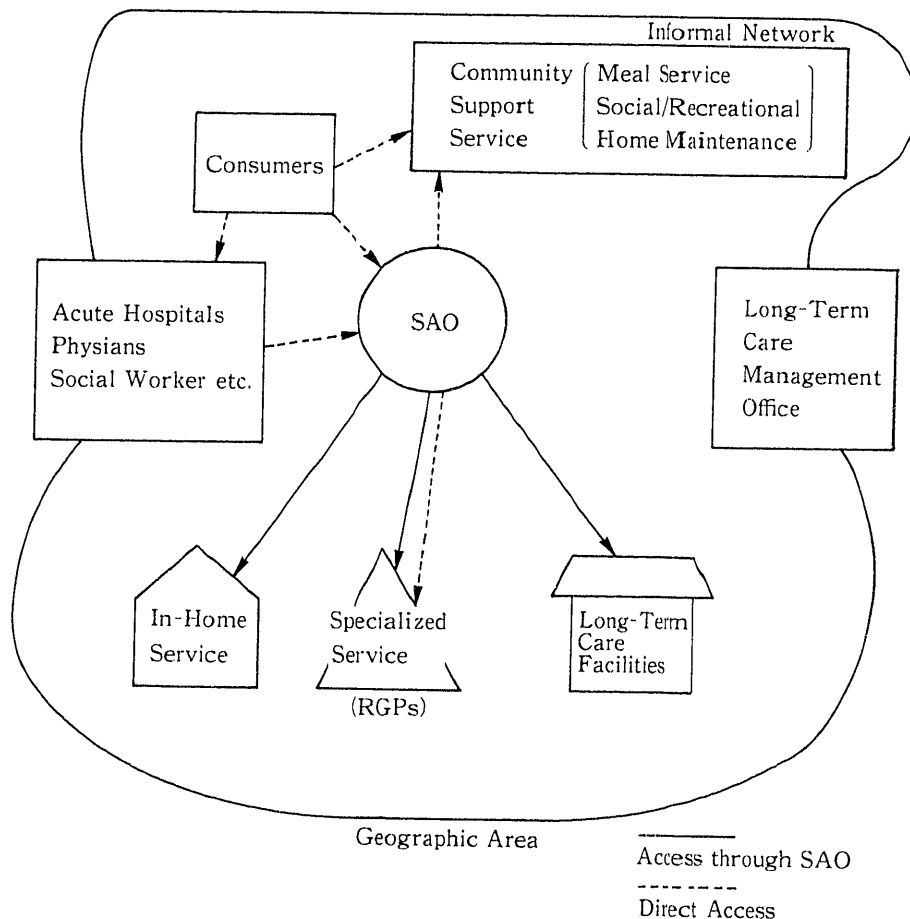 Informal Network
Community Support Service
Meal Service
Social/Recreational
Home Maintenance
Consumers
Acute Hospitals
Physians
Social Worker etc.
SAO
Long-Term
Care
Management
Office
In-Home
Service
Specialized
Service
(RGPs)
Long-Term
Care
Facilities
Geographic Area
Access through SAO
Direct Access